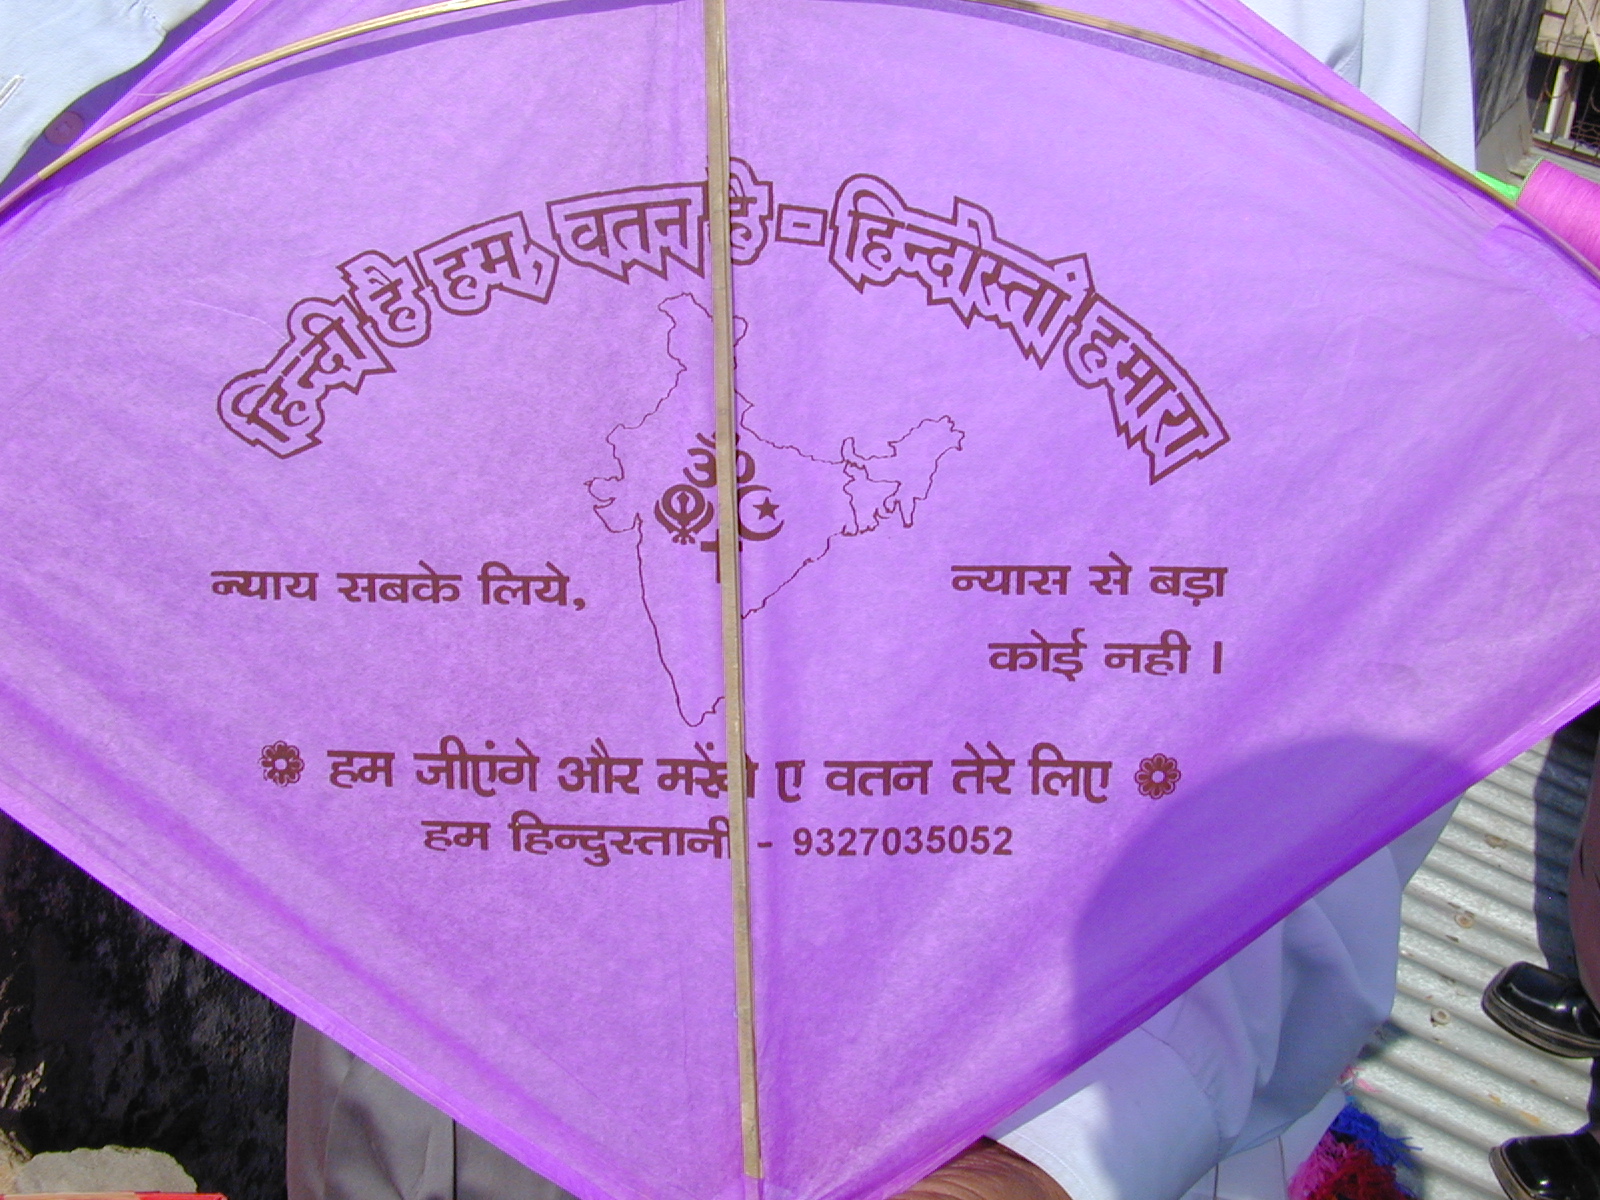 हिन्दी है हम, वतन है - हिन्दोस्तां हमारा
न्याय सबके लिये,
न्यास से बड़ा
कोई नही ।
हम जीएंगे और मरेंगे ए वतन तेरे लिए
हम हिन्दुस्तानी - 9327035052